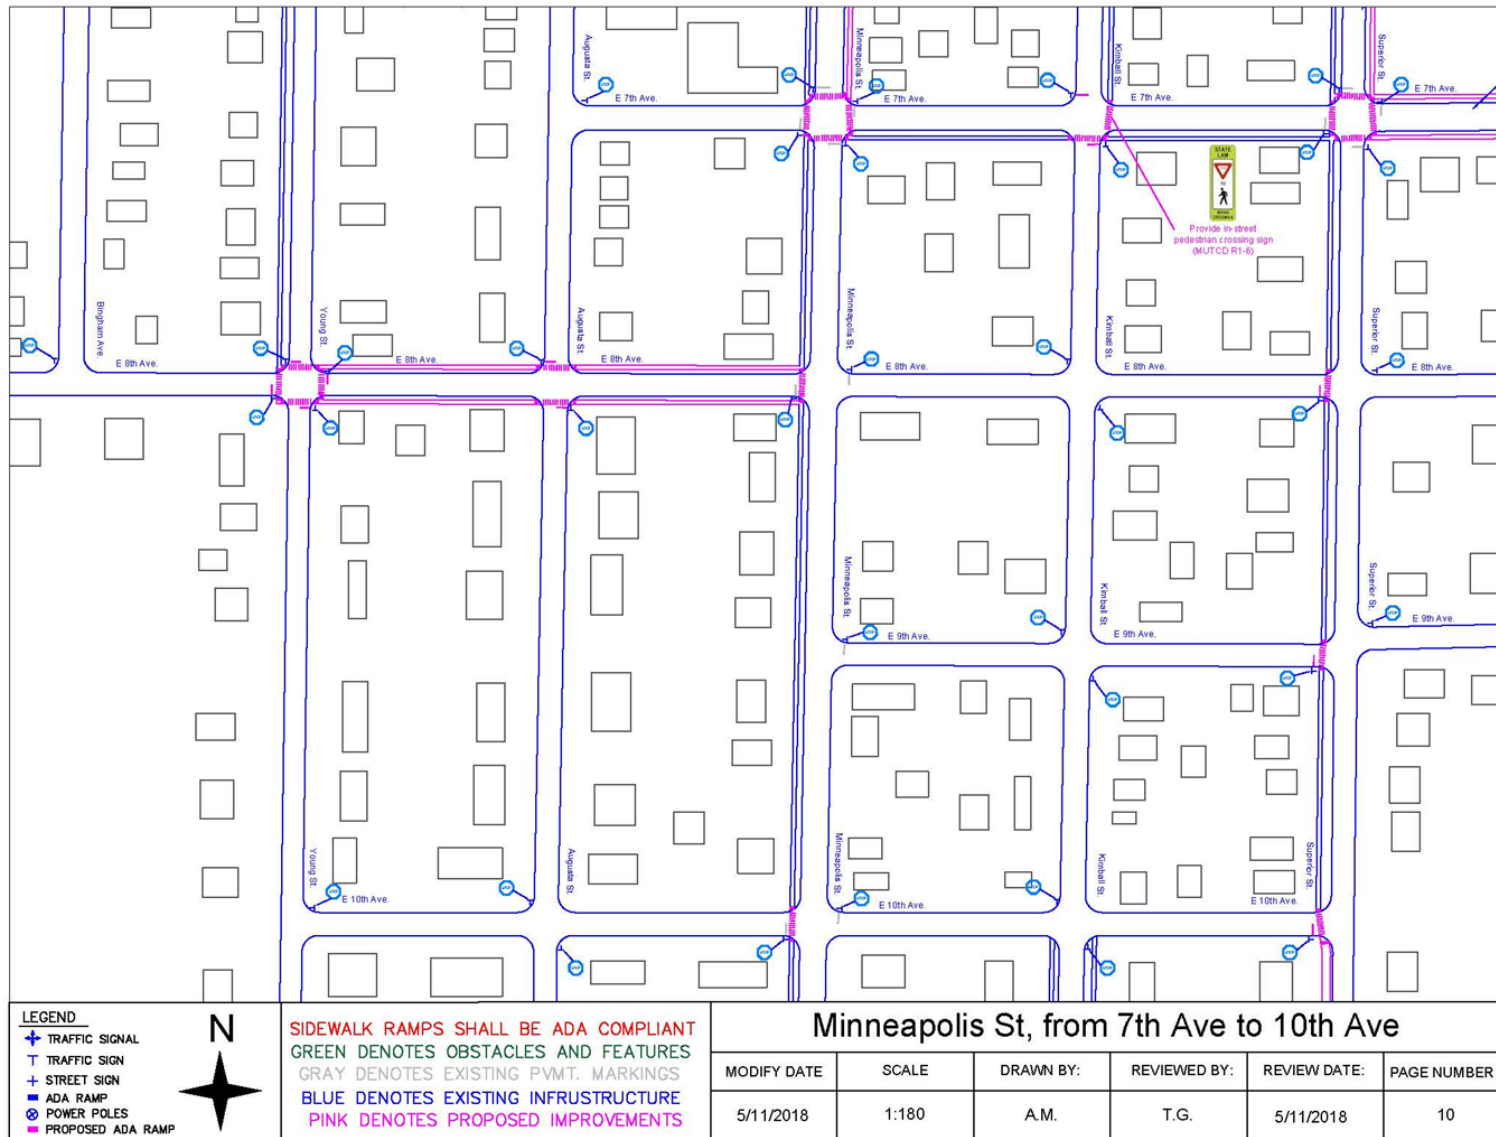 Augusta St.
Minneapolis St.
Kimball St.
Superior St.
E 7th Ave.
E 7th Ave.
E 7th Ave.
E 7th Ave.
STATE
LAW
Provide in-street
pedestrian crossing sign
(MUTCD R1-6)
Bingham Ave.
Young St.
Augusta St.
Minneapolis St.
Kimball St.
Superior St.
E 8th Ave.
E 8th Ave.
E 8th Ave.
E 8th Ave.
E 8th Ave.
E 8th Ave.
Minneapolis St.
Kimball St.
Superior St.
E 9th Ave.
E 9th Ave.
E 9th Ave.
Young St.
Augusta St.
Minneapolis St.
Kimball St.
Superior St.
E 10th Ave.
E 10th Ave.
E 10th Ave.
LEGEND
TRAFFIC SIGNAL
TRAFFIC SIGN
STREET SIGN
ADA RAMP
POWER POLES
PROPOSED ADA RAMP
N
SIDEWALK RAMPS SHALL BE ADA COMPLIANT
GREEN DENOTES OBSTACLES AND FEATURES
GRAY DENOTES EXISTING PVMT. MARKINGS
BLUE DENOTES EXISTING INFRUSTRUCTURE
PINK DENOTES PROPOSED IMPROVEMENTS
Minneapolis St, from 7th Ave to 10th Ave
MODIFY DATE SCALE DRAWN BY: REVIEWED BY: REVIEW DATE: PAGE NUMBER
5/11/2018 1:180 A.M. T.G. 5/11/2018 10